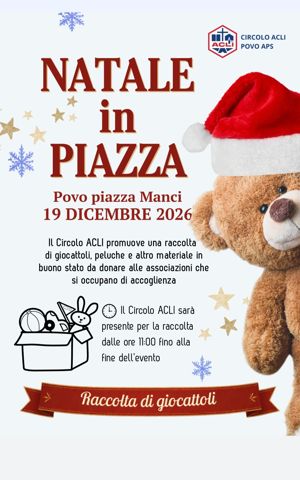 CIRCOLO ACLI
POVO APS
ACLI
NATALE
in
PIAZZA
Povo piazza Manci
19 DICEMBRE 2026
Il Circolo ACLI promuove una raccolta
di giocattoli, peluche e altro materiale in
buono stato da donare alle associazioni che
si occupano di accoglienza
Il Circolo ACLI sarà
presente per la raccolta
dalle ore 11:00 fino alla
fine dell'evento
Raccolta di giocattoli